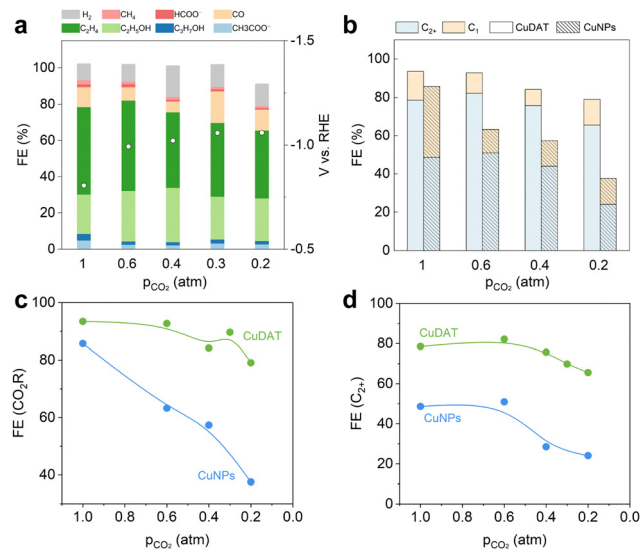 a
H₂ CH₄ HCOO⁻ CO
C₂H₄ C₂H₅OH C₃H₇OH CH3COO⁻
FE (%)
100
80
60
40
20
0
-1.5
-1.0
-0.5
V vs. RHE
1 0.6 0.4 0.3 0.2
pCO₂ (atm)
b
C₂₊ C₁ CuDAT CuNPs
FE (%)
100
80
60
40
20
0
1 0.6 0.4 0.2
pCO₂ (atm)
c
FE (CO₂R)
100
80
60
40
CuDAT
CuNPs
1.0 0.8 0.6 0.4 0.2 0.0
pCO₂ (atm)
d
FE (C₂₊)
100
80
60
40
20
0
CuDAT
CuNPs
1.0 0.8 0.6 0.4 0.2 0.0
pCO₂ (atm)